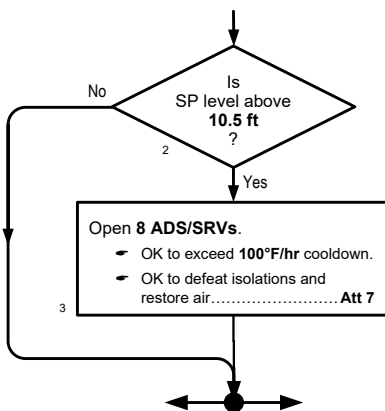 Is
No
SP level above
10.5 ft
?
2
Yes
Open 8 ADS/SRVs.
☛ OK to exceed 100°F/hr cooldown.
☛ OK to defeat isolations and
restore air........................Att 7
3